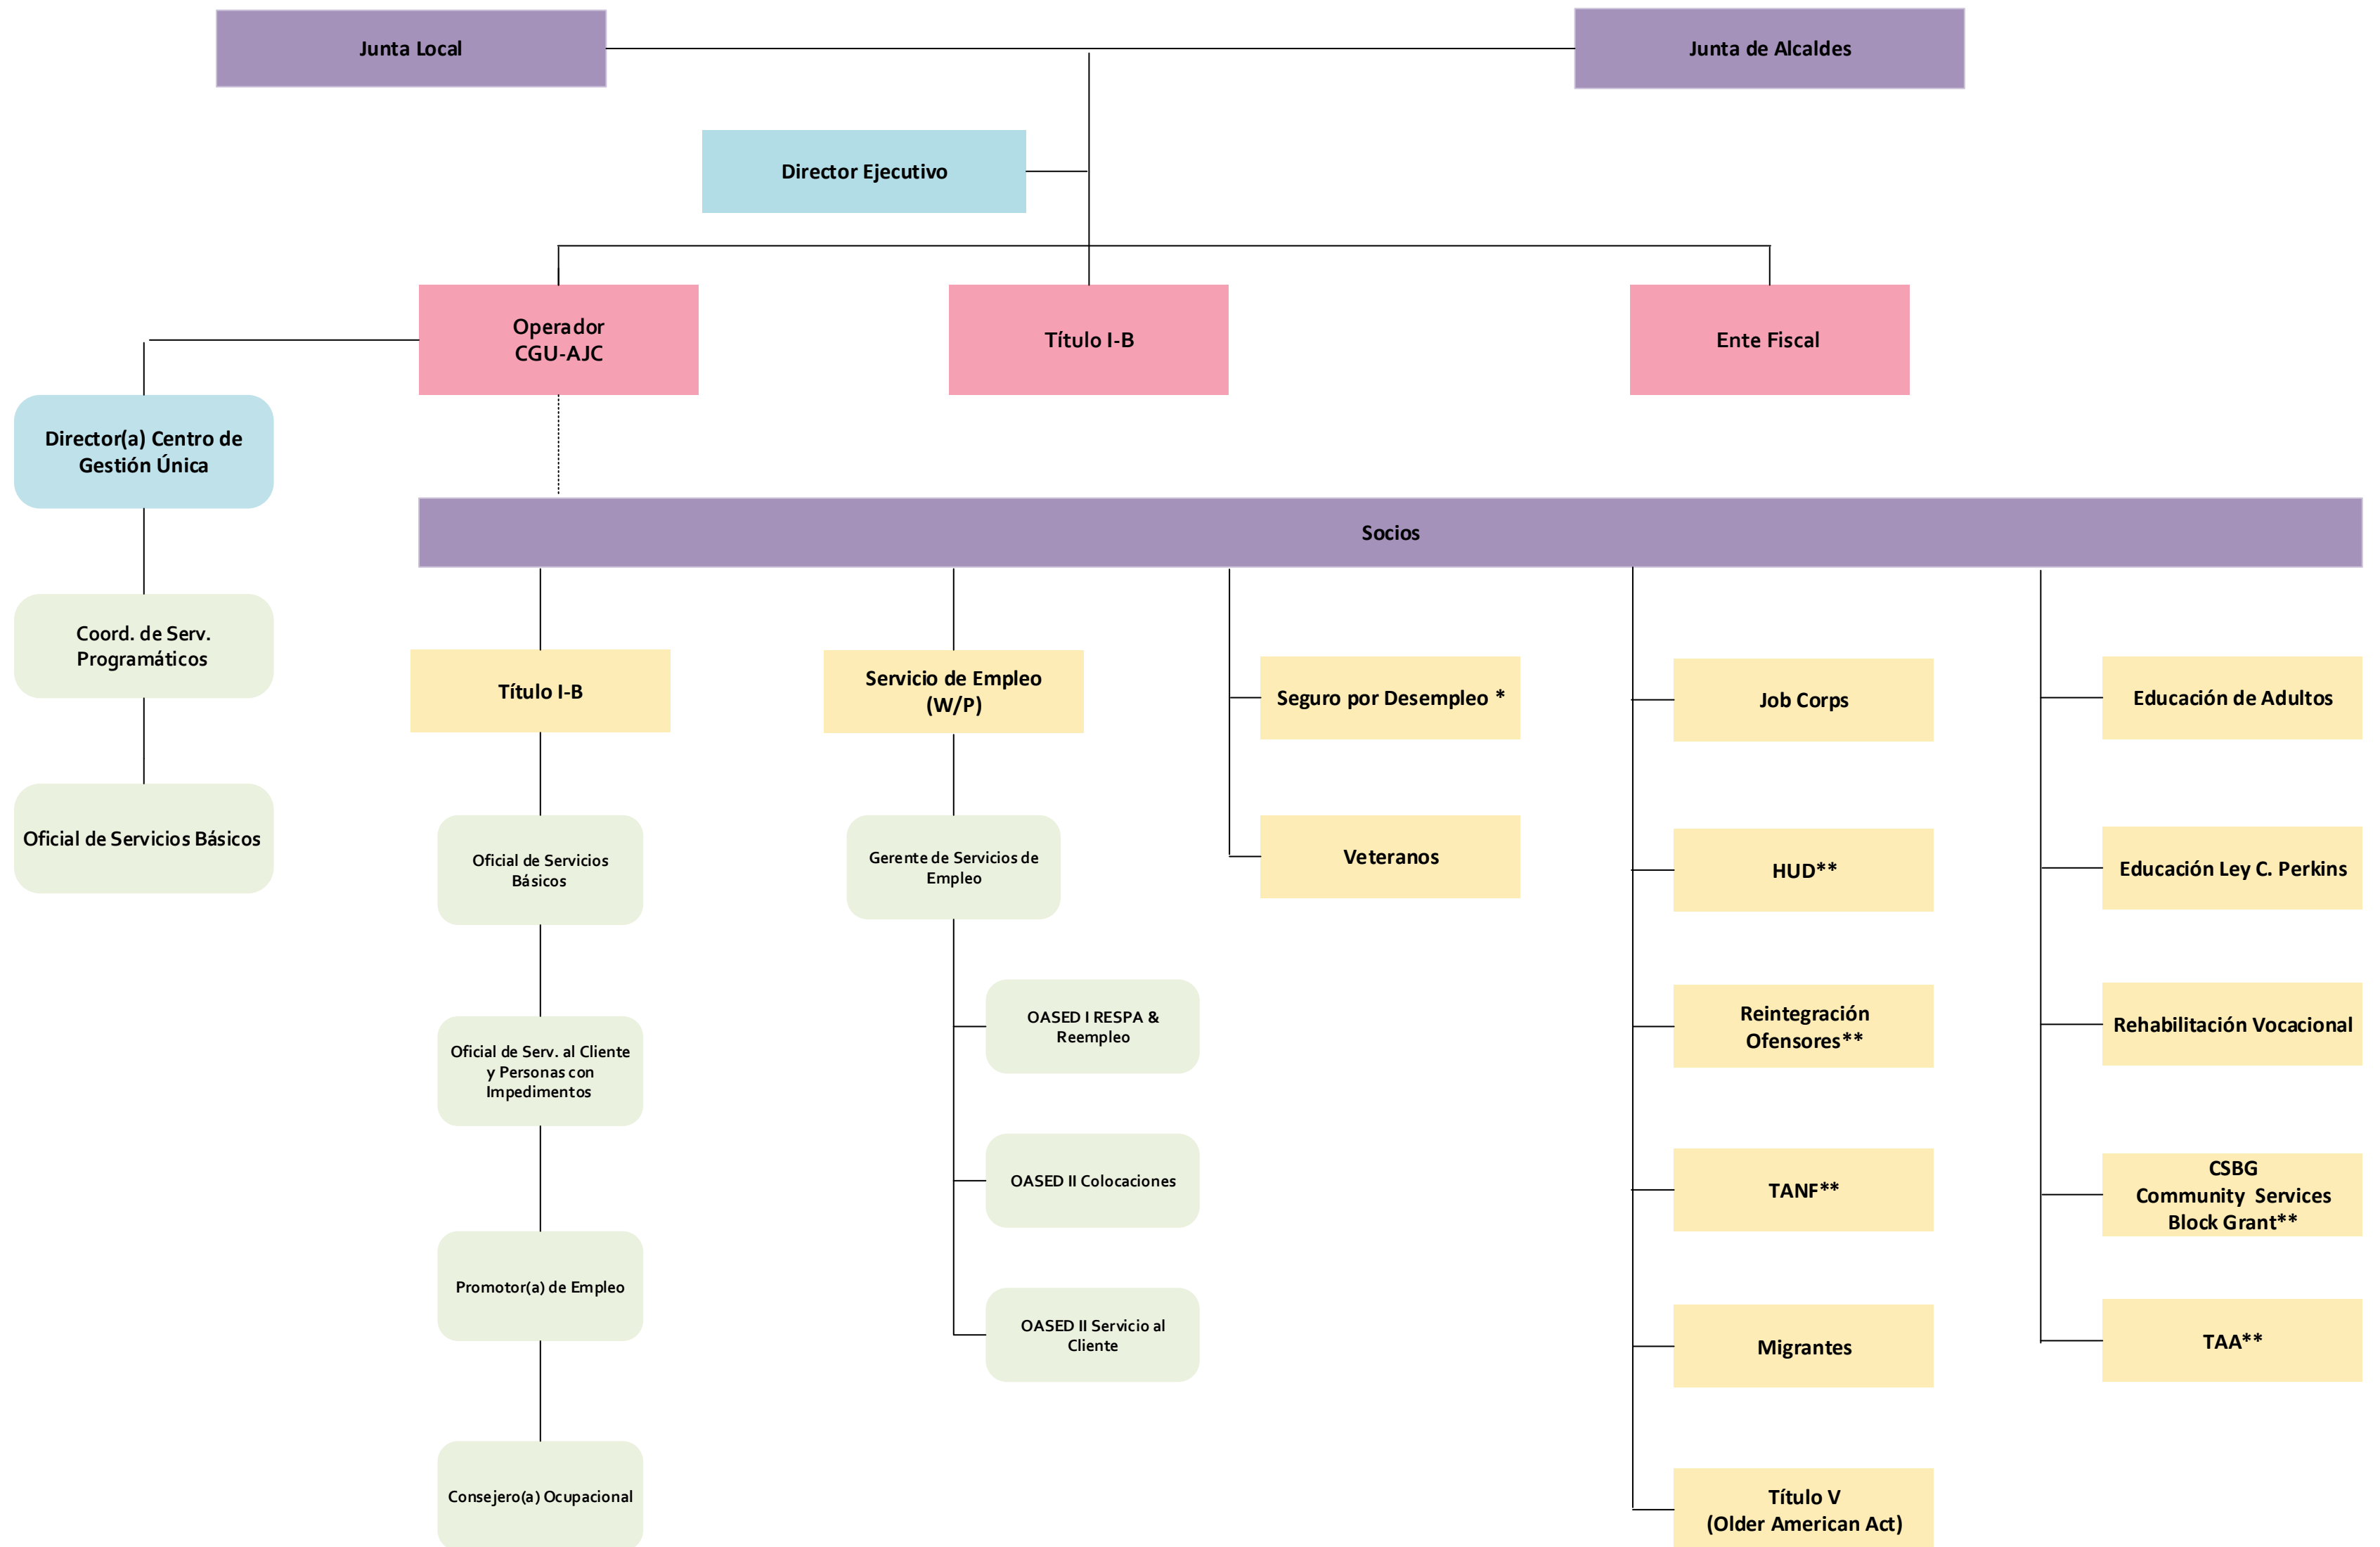 Junta Local
Junta de Alcaldes
Director Ejecutivo
Operador
CGU-AJC
Título I-B
Ente Fiscal
Director(a) Centro de
Gestión Única
Coord. de Serv.
Programáticos
Oficial de Servicios Básicos
Socios
Título I-B
Oficial de Servicios
Básicos
Oficial de Serv. al Cliente
y Personas con
Impedimentos
Promotor(a) de Empleo
Consejero(a) Ocupacional
Servicio de Empleo
(W/P)
Gerente de Servicios de
Empleo
OASED I RESPA &
Reempleo
OASED II Colocaciones
OASED II Servicio al
Cliente
Seguro por Desempleo *
Veteranos
Job Corps
HUD**
Reintegración
Ofensores**
TANF**
Migrantes
Título V
(Older American Act)
Educación de Adultos
Educación Ley C. Perkins
Rehabilitación Vocacional
CSBG
Community Services
Block Grant**
TAA**